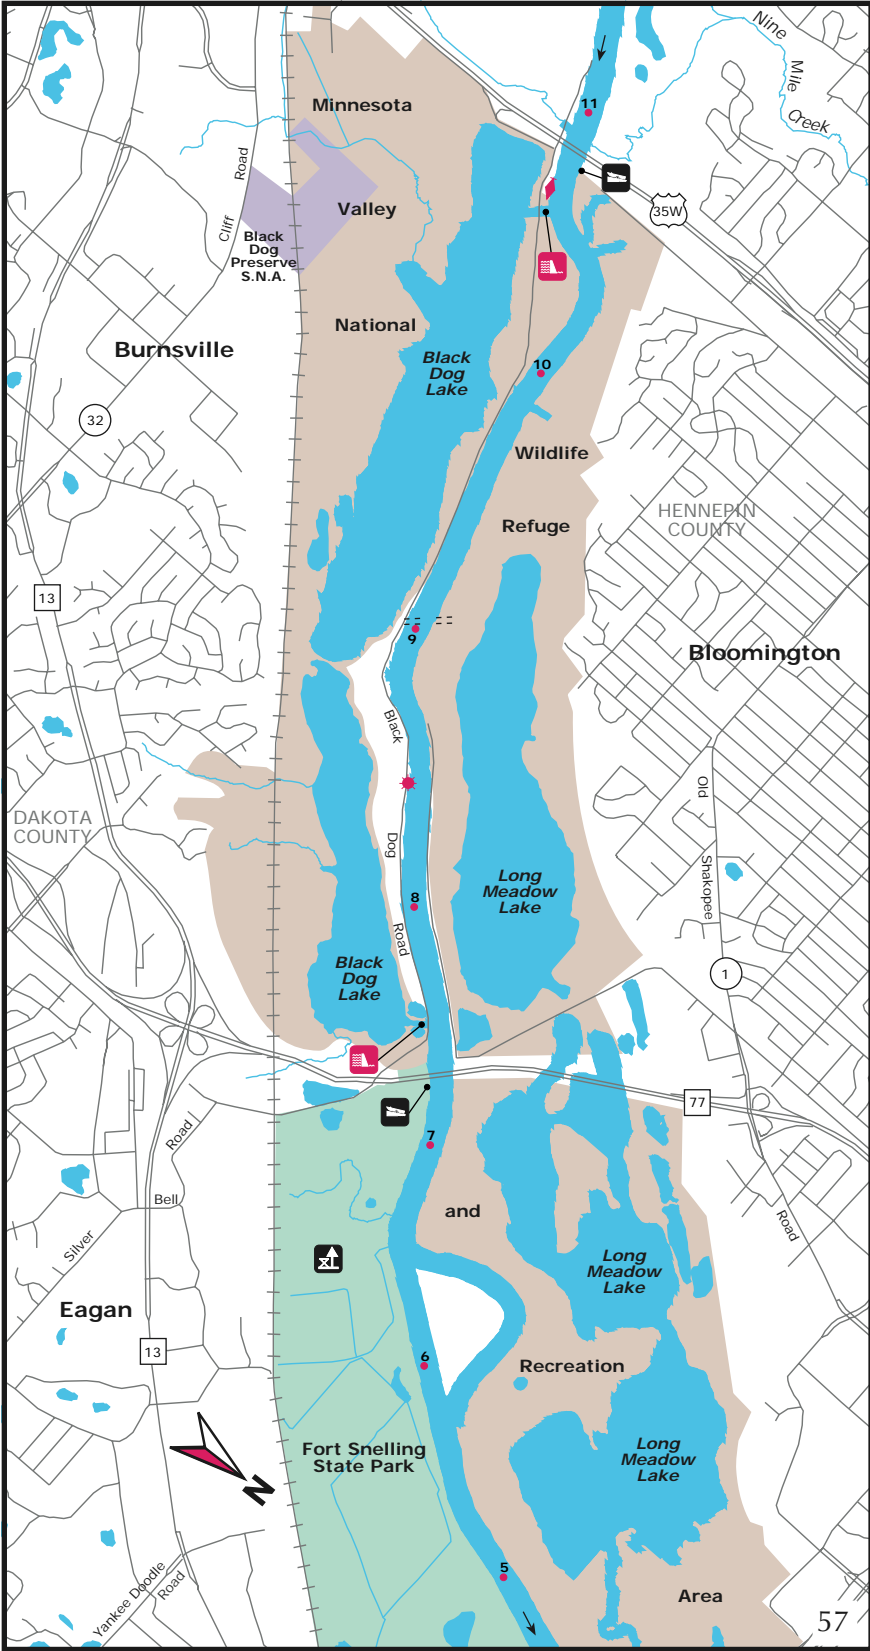 Nine
Mile
Creek
11
Minnesota
35W
Cliff Road
Valley
Black
Dog
Preserve
S.N.A.
National
Burnsville
Black
Dog
Lake
10
32
Wildlife
HENNEPIN
COUNTY
Refuge
13
9
Bloomington
Black Dog Road
Old Shakopee Road
DAKOTA
COUNTY
Long
Meadow
Lake
8
Black
Dog
Lake
1
77
7
Road
Bell
Silver
and
Long
Meadow
Lake
Eagan
13
6
Recreation
Fort Snelling
State Park
Long
Meadow
Lake
N
5
Yankee Doodle
Road
Area
57